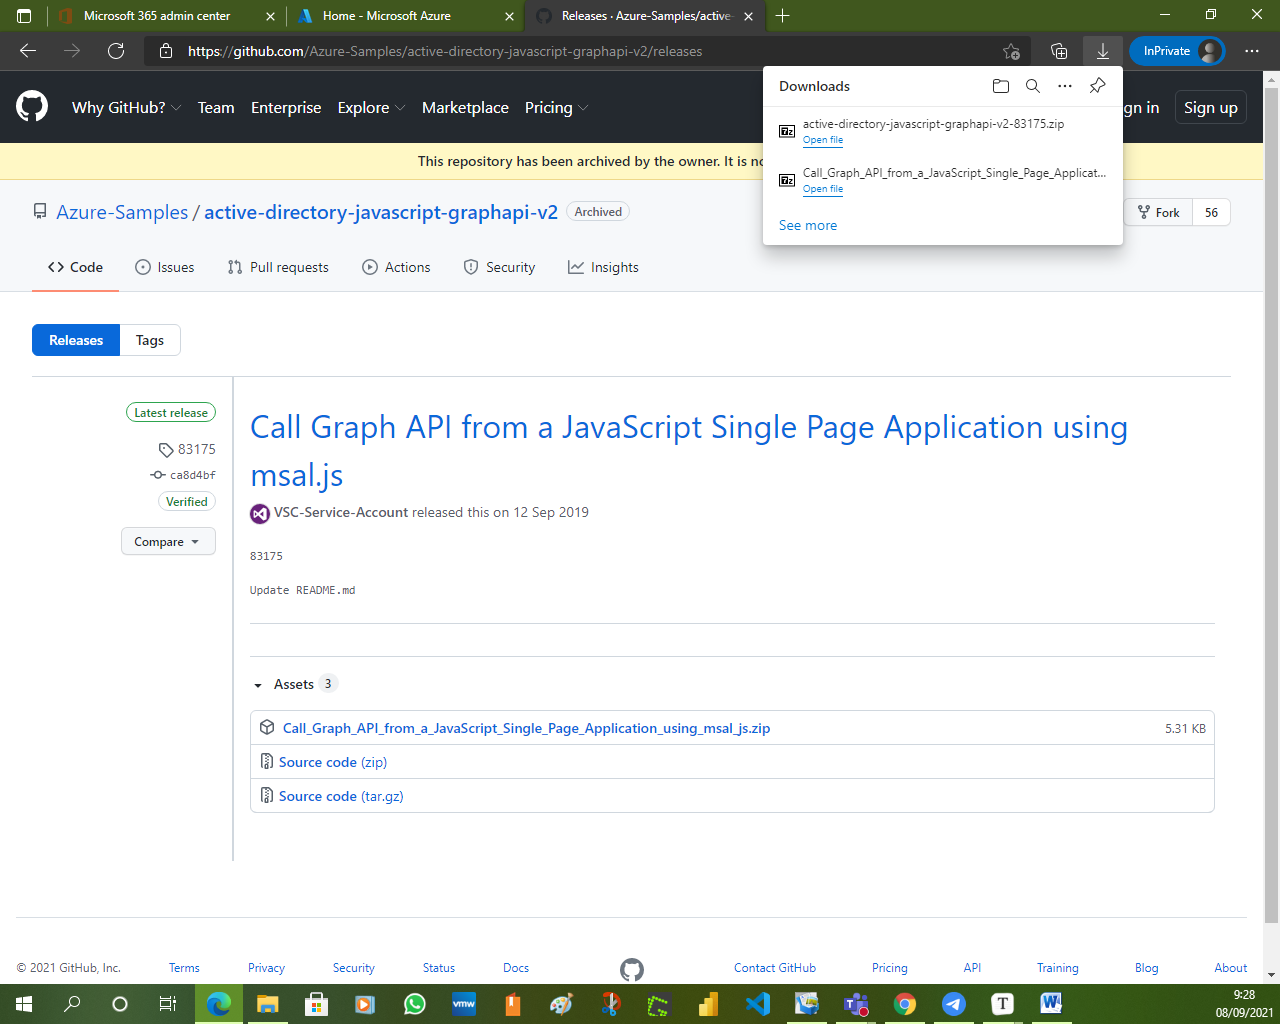 Microsoft 365 admin center
Home - Microsoft Azure
Releases · Azure-Samples/active-
https://github.com/Azure-Samples/active-directory-javascript-graphapi-v2/releases
InPrivate
Why GitHub?
Team
Enterprise
Explore
Marketplace
Pricing
gn in
Sign up
Downloads
active-directory-javascript-graphapi-v2-83175.zip
Open file
Call_Graph_API_from_a_JavaScript_Single_Page_Applicat...
Open file
See more
This repository has been archived by the owner. It is no
Azure-Samples / active-directory-javascript-graphapi-v2
Archived
Fork
56
Code
Issues
Pull requests
Actions
Security
Insights
Releases
Tags
Latest release
83175
ca8d4bf
Verified
Compare
Call Graph API from a JavaScript Single Page Application using
msal.js
VSC-Service-Account released this on 12 Sep 2019
83175
Update README.md
Assets 3
Call_Graph_API_from_a_JavaScript_Single_Page_Application_using_msal_js.zip
5.31 KB
Source code (zip)
Source code (tar.gz)
© 2021 GitHub, Inc.
Terms
Privacy
Security
Status
Docs
Contact GitHub
Pricing
API
Training
Blog
About
vmw
T
W
9:28
08/09/2021